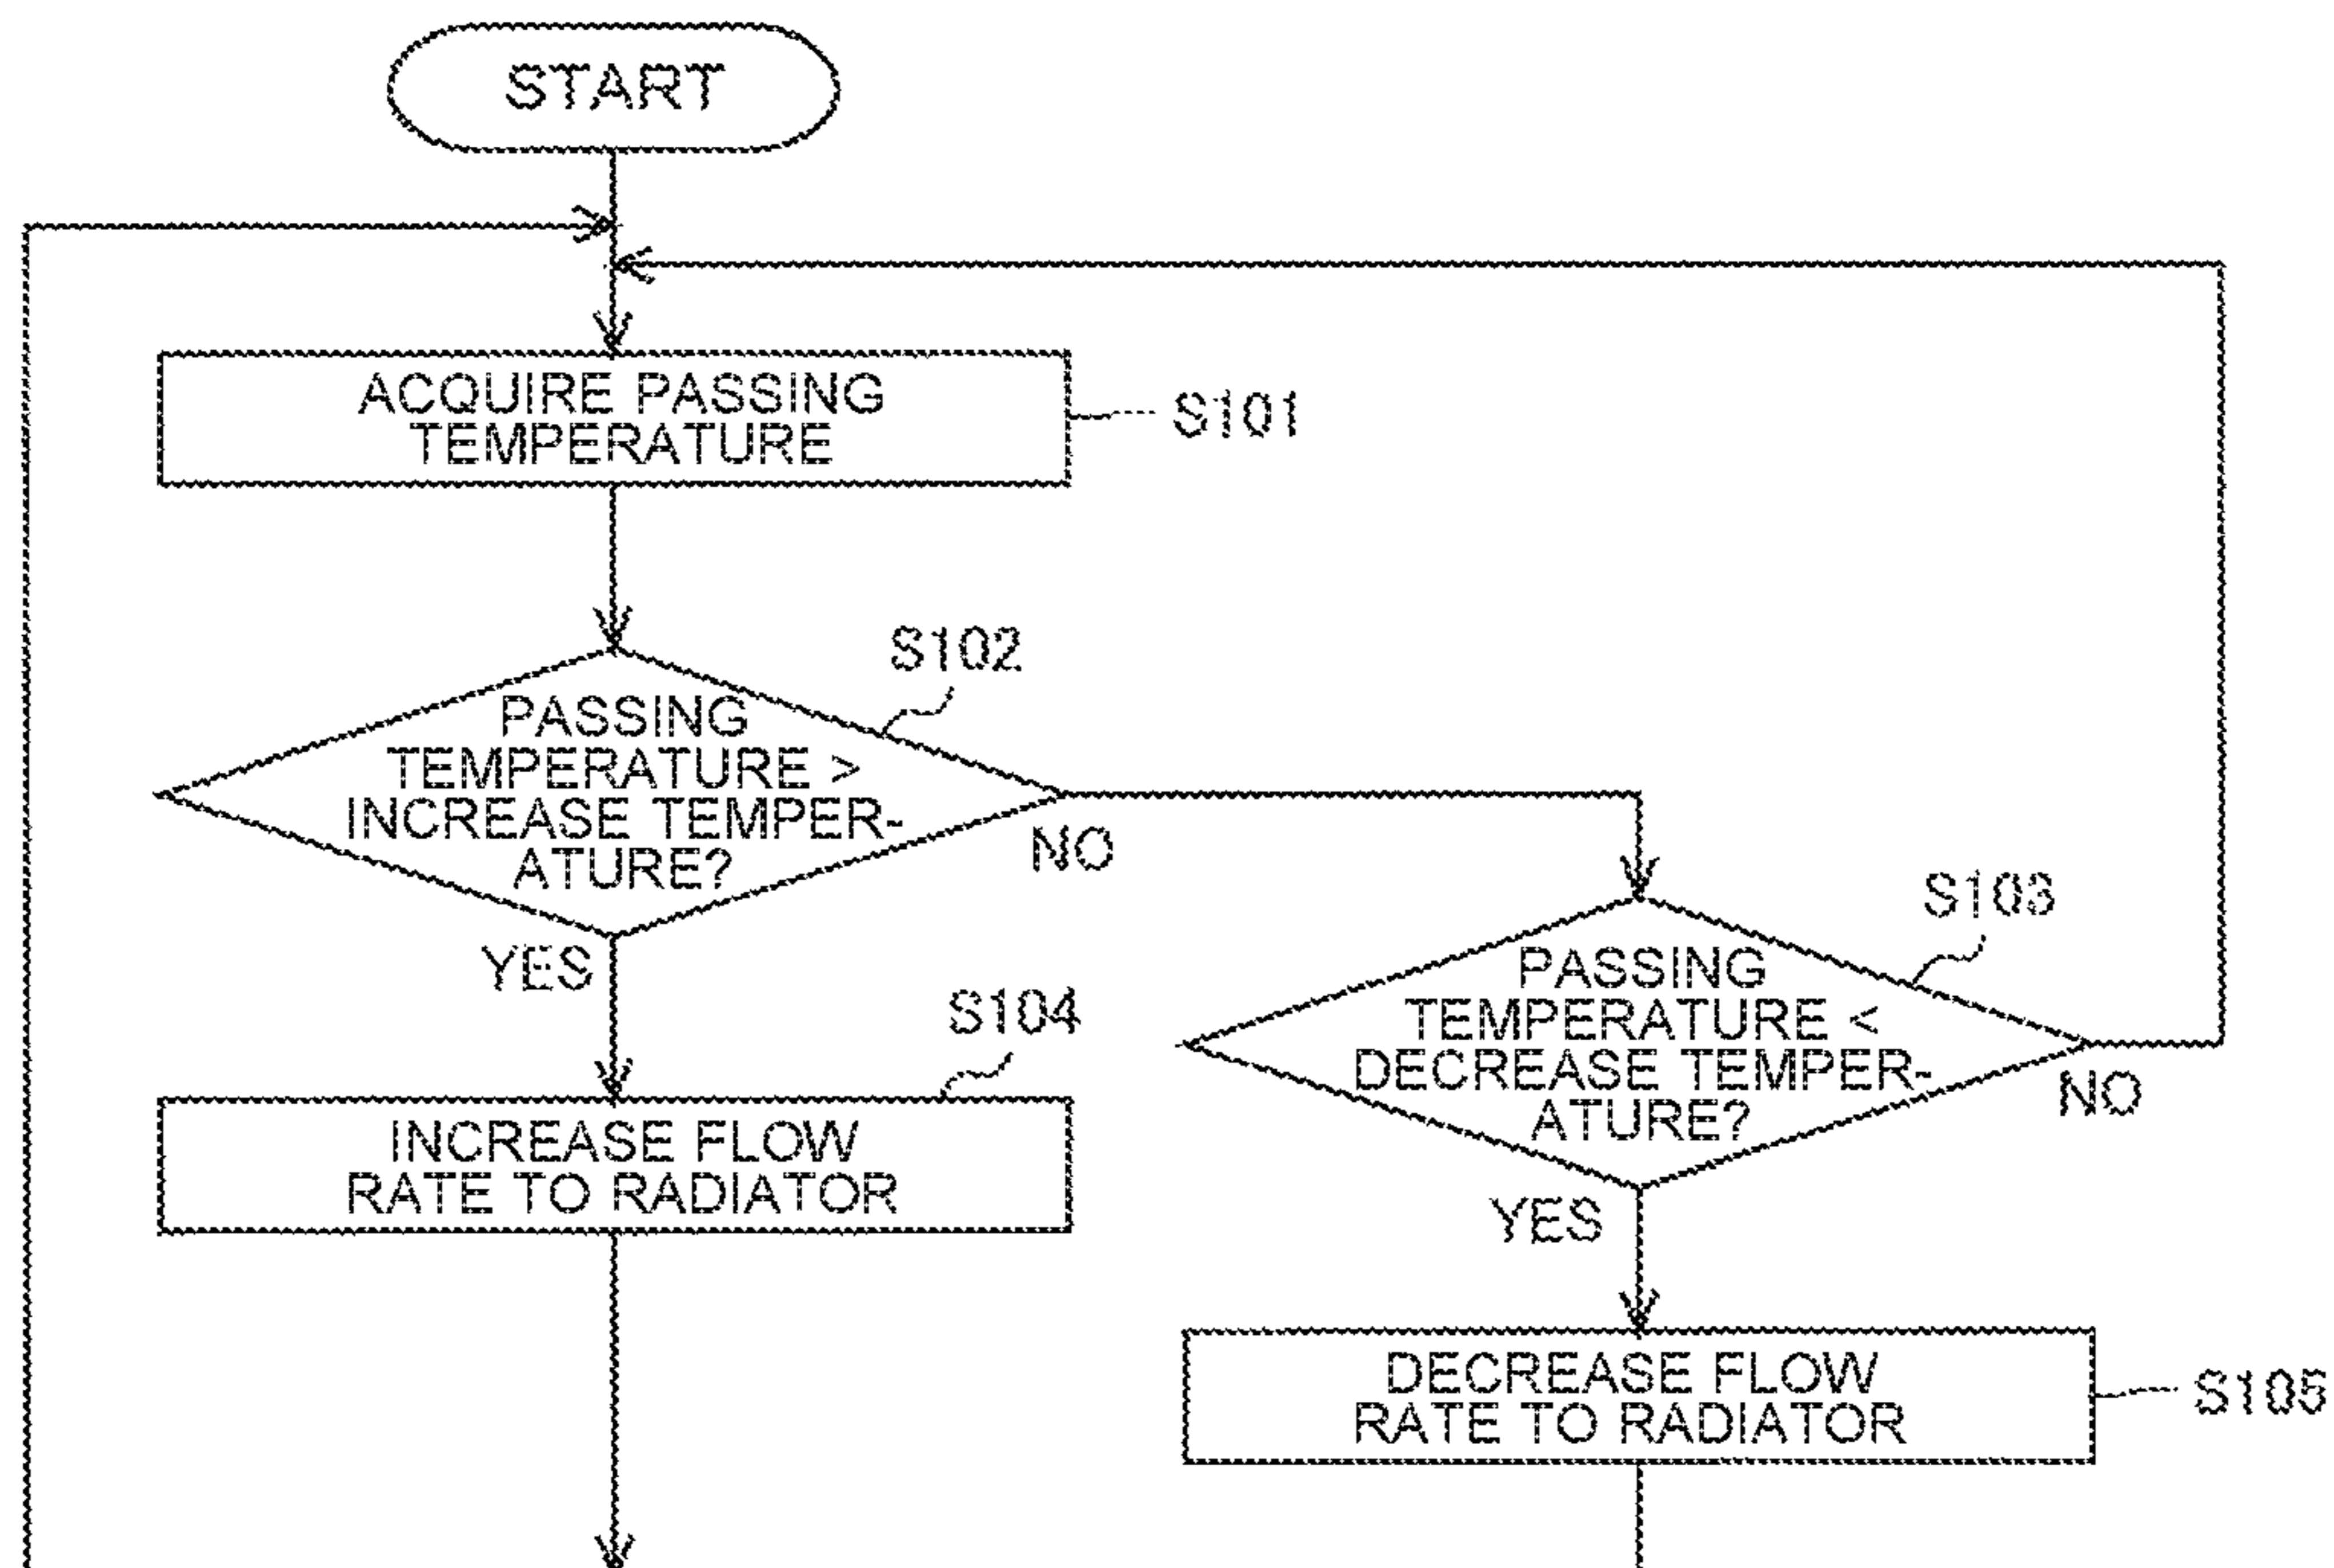 START
ACQUIRE PASSING
TEMPERATURE
S101
S102
PASSING
TEMPERATURE >
INCREASE TEMPER-
ATURE?
NO
YES
S103
PASSING
TEMPERATURE <
DECREASE TEMPER-
ATURE?
NO
YES
S104
INCREASE FLOW
RATE TO RADIATOR
DECREASE FLOW
RATE TO RADIATOR
S105